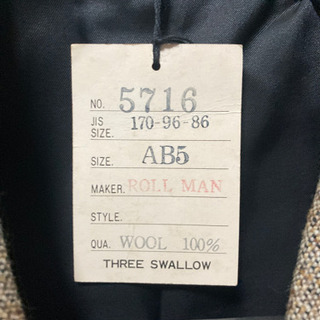 NO. 5716
JIS SIZE. 170-96-86
SIZE. AB5
MAKER. ROLL MAN
STYLE.
QUA. WOOL 100%
THREE SWALLOW